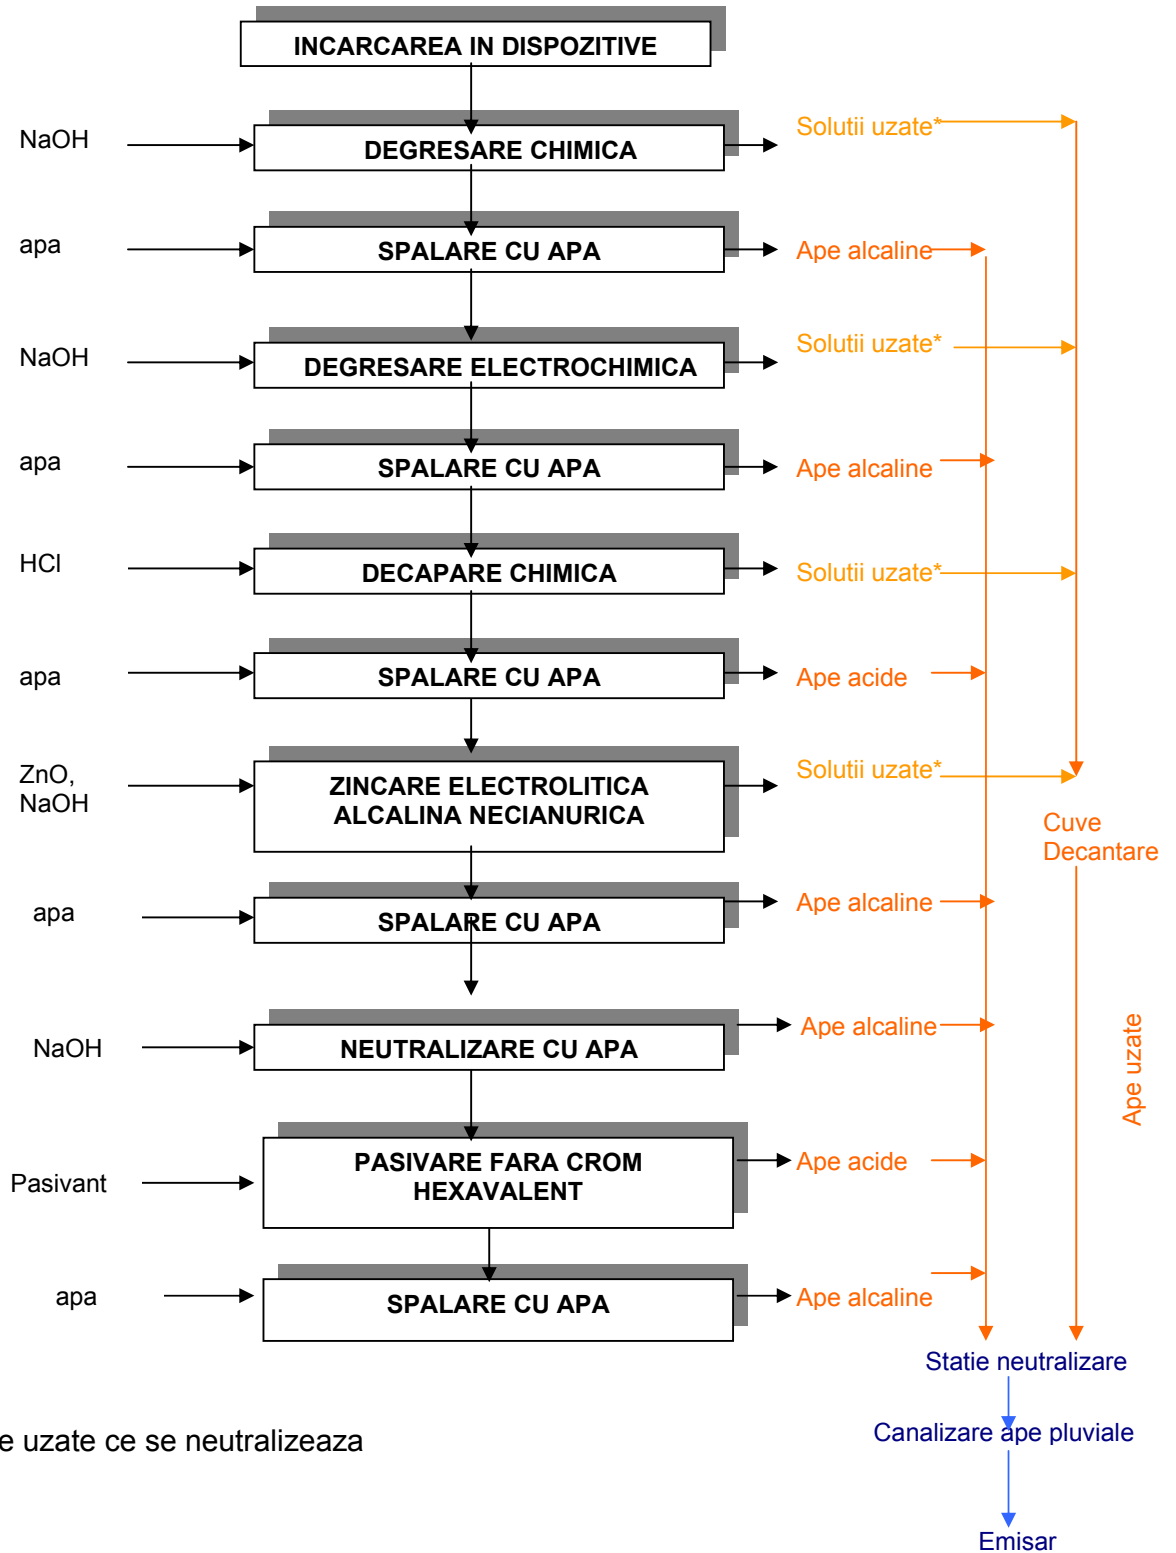 INCARCAREA IN DISPOZITIVE
NaOH
DEGRESARE CHIMICA
Solutii uzate*
apa
SPALARE CU APA
Ape alcaline
NaOH
DEGRESARE ELECTROCHIMICA
Solutii uzate*
apa
SPALARE CU APA
Ape alcaline
HCl
DECAPARE CHIMICA
Solutii uzate*
apa
SPALARE CU APA
Ape acide
ZnO,
NaOH
ZINCARE ELECTROLITICA
ALCALINA NECIANURICA
Solutii uzate*
Cuve
Decantare
apa
SPALARE CU APA
Ape alcaline
NaOH
NEUTRALIZARE CU APA
Ape alcaline
Ape uzate
Pasivant
PASIVARE FARA CROM
HEXAVALENT
Ape acide
apa
SPALARE CU APA
Ape alcaline
Statie neutralizare
Canalizare ape pluviale
Emisar
e uzate ce se neutralizeaza